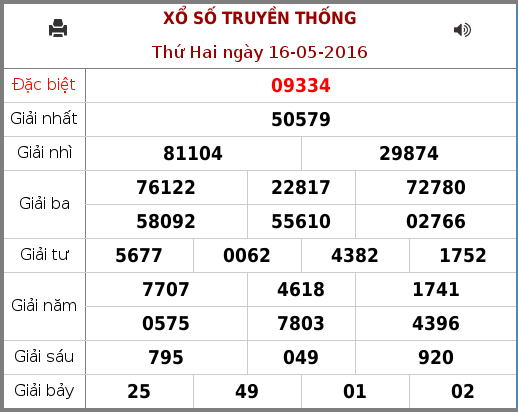 XỔ SỐ TRUYỀN THỐNG
Thứ Hai ngày 16-05-2016
Đặc biệt 09334
Giải nhất 50579
Giải nhì 81104 29874
Giải ba 76122 22817 72780
58092 55610 02766
Giải tư 5677 0062 4382 1752
Giải năm 7707 4618 1741
0575 7803 4396
Giải sáu 795 049 920
Giải bảy 25 49 01 02